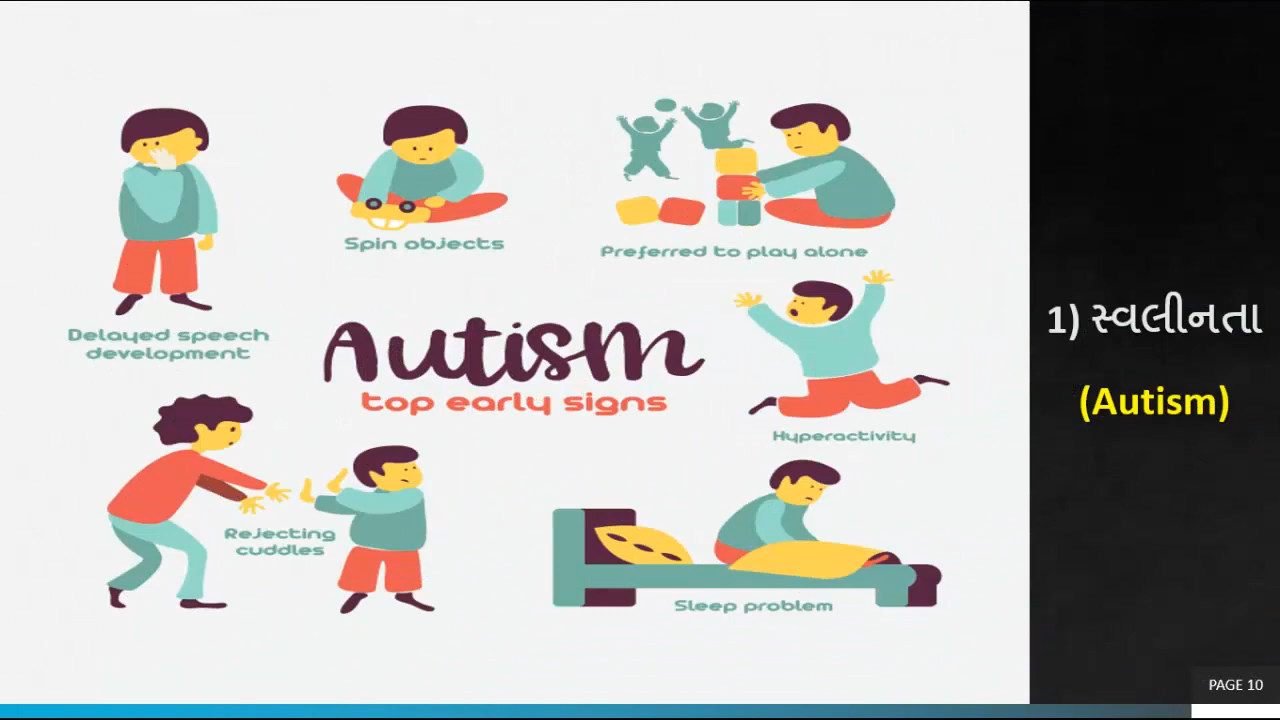 Spin objects
Preferred to play alone
Delayed speech
development
Autism
top early signs
Hyperactivity
Rejecting
cuddles
Sleep problem
1) સ્વલીનતા
(Autism)
PAGE 10